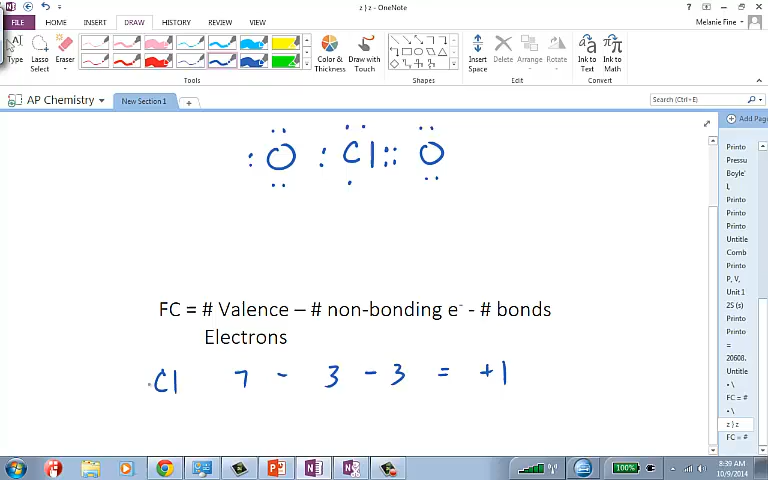 z } z - OneNote
? Melanie Fine
FILE HOME INSERT DRAW HISTORY REVIEW VIEW
Type Lasso Select Eraser Color & Thickness Draw with Touch Insert Space Delete Arrange Rotate Ink to Text Ink to Math
Tools Shapes Edit Convert
AP Chemistry New Section 1 + Search (Ctrl+E)
Add Page
: O : Cl :: O
FC = # Valence – # non-bonding e- - # bonds
Electrons
Cl 7 - 3 - 3 = +1
Printo
Pressu
Boyle'
Printo
Printo
Printo
Untitle
Comb
P, V,
Unit 1
2S (s)
Printo
Printo
=
20608.
Untitle
• \
FC = #
• \
z } z
FC = #
100% 8:39 AM
10/9/2014